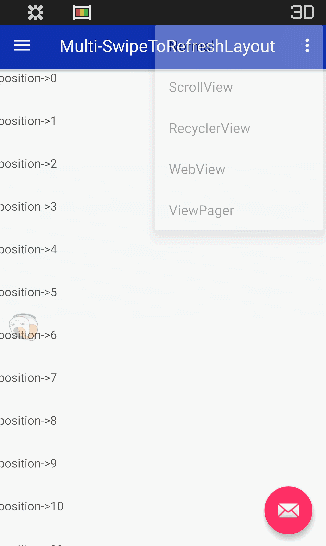 3D
Multi-SwipeToRefreshLayout
position->0
ScrollView
position->1
RecyclerView
position->2
WebView
position->3
ViewPager
position->4
position->5
position->6
position->7
position->8
position->9
position->10